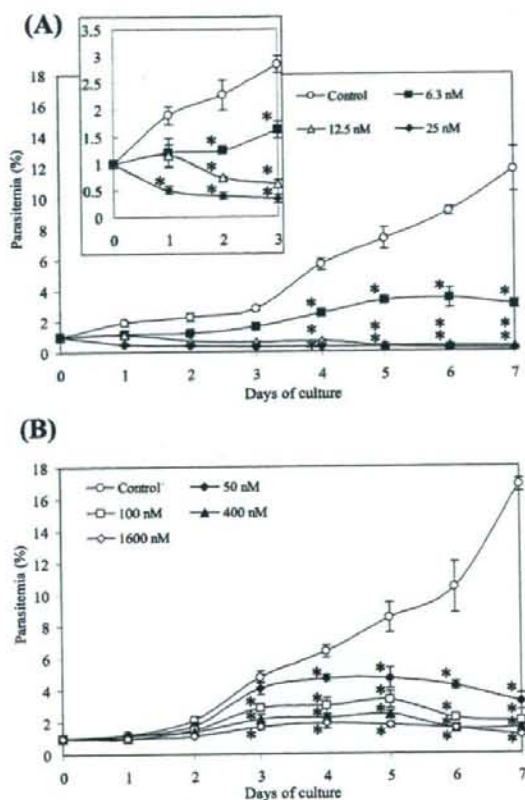 (A)
3.5
3
2.5
2
1.5
1
0.5
0
0 1 2 3
18
16
14
12
10
8
6
4
2
0
Parasitemia (%)
Control 6.3 nM
12.5 nM 25 nM
* * * * * * *
* * * *
* * * *
* * * *
0 1 2 3 4 5 6 7
Days of culture
(B)
18
16
14
12
10
8
6
4
2
0
Parasitemia (%)
Control 50 nM
100 nM 400 nM
1600 nM
* * * *
* * * * *
* * * * *
* * * * *
0 1 2 3 4 5 6 7
Days of culture